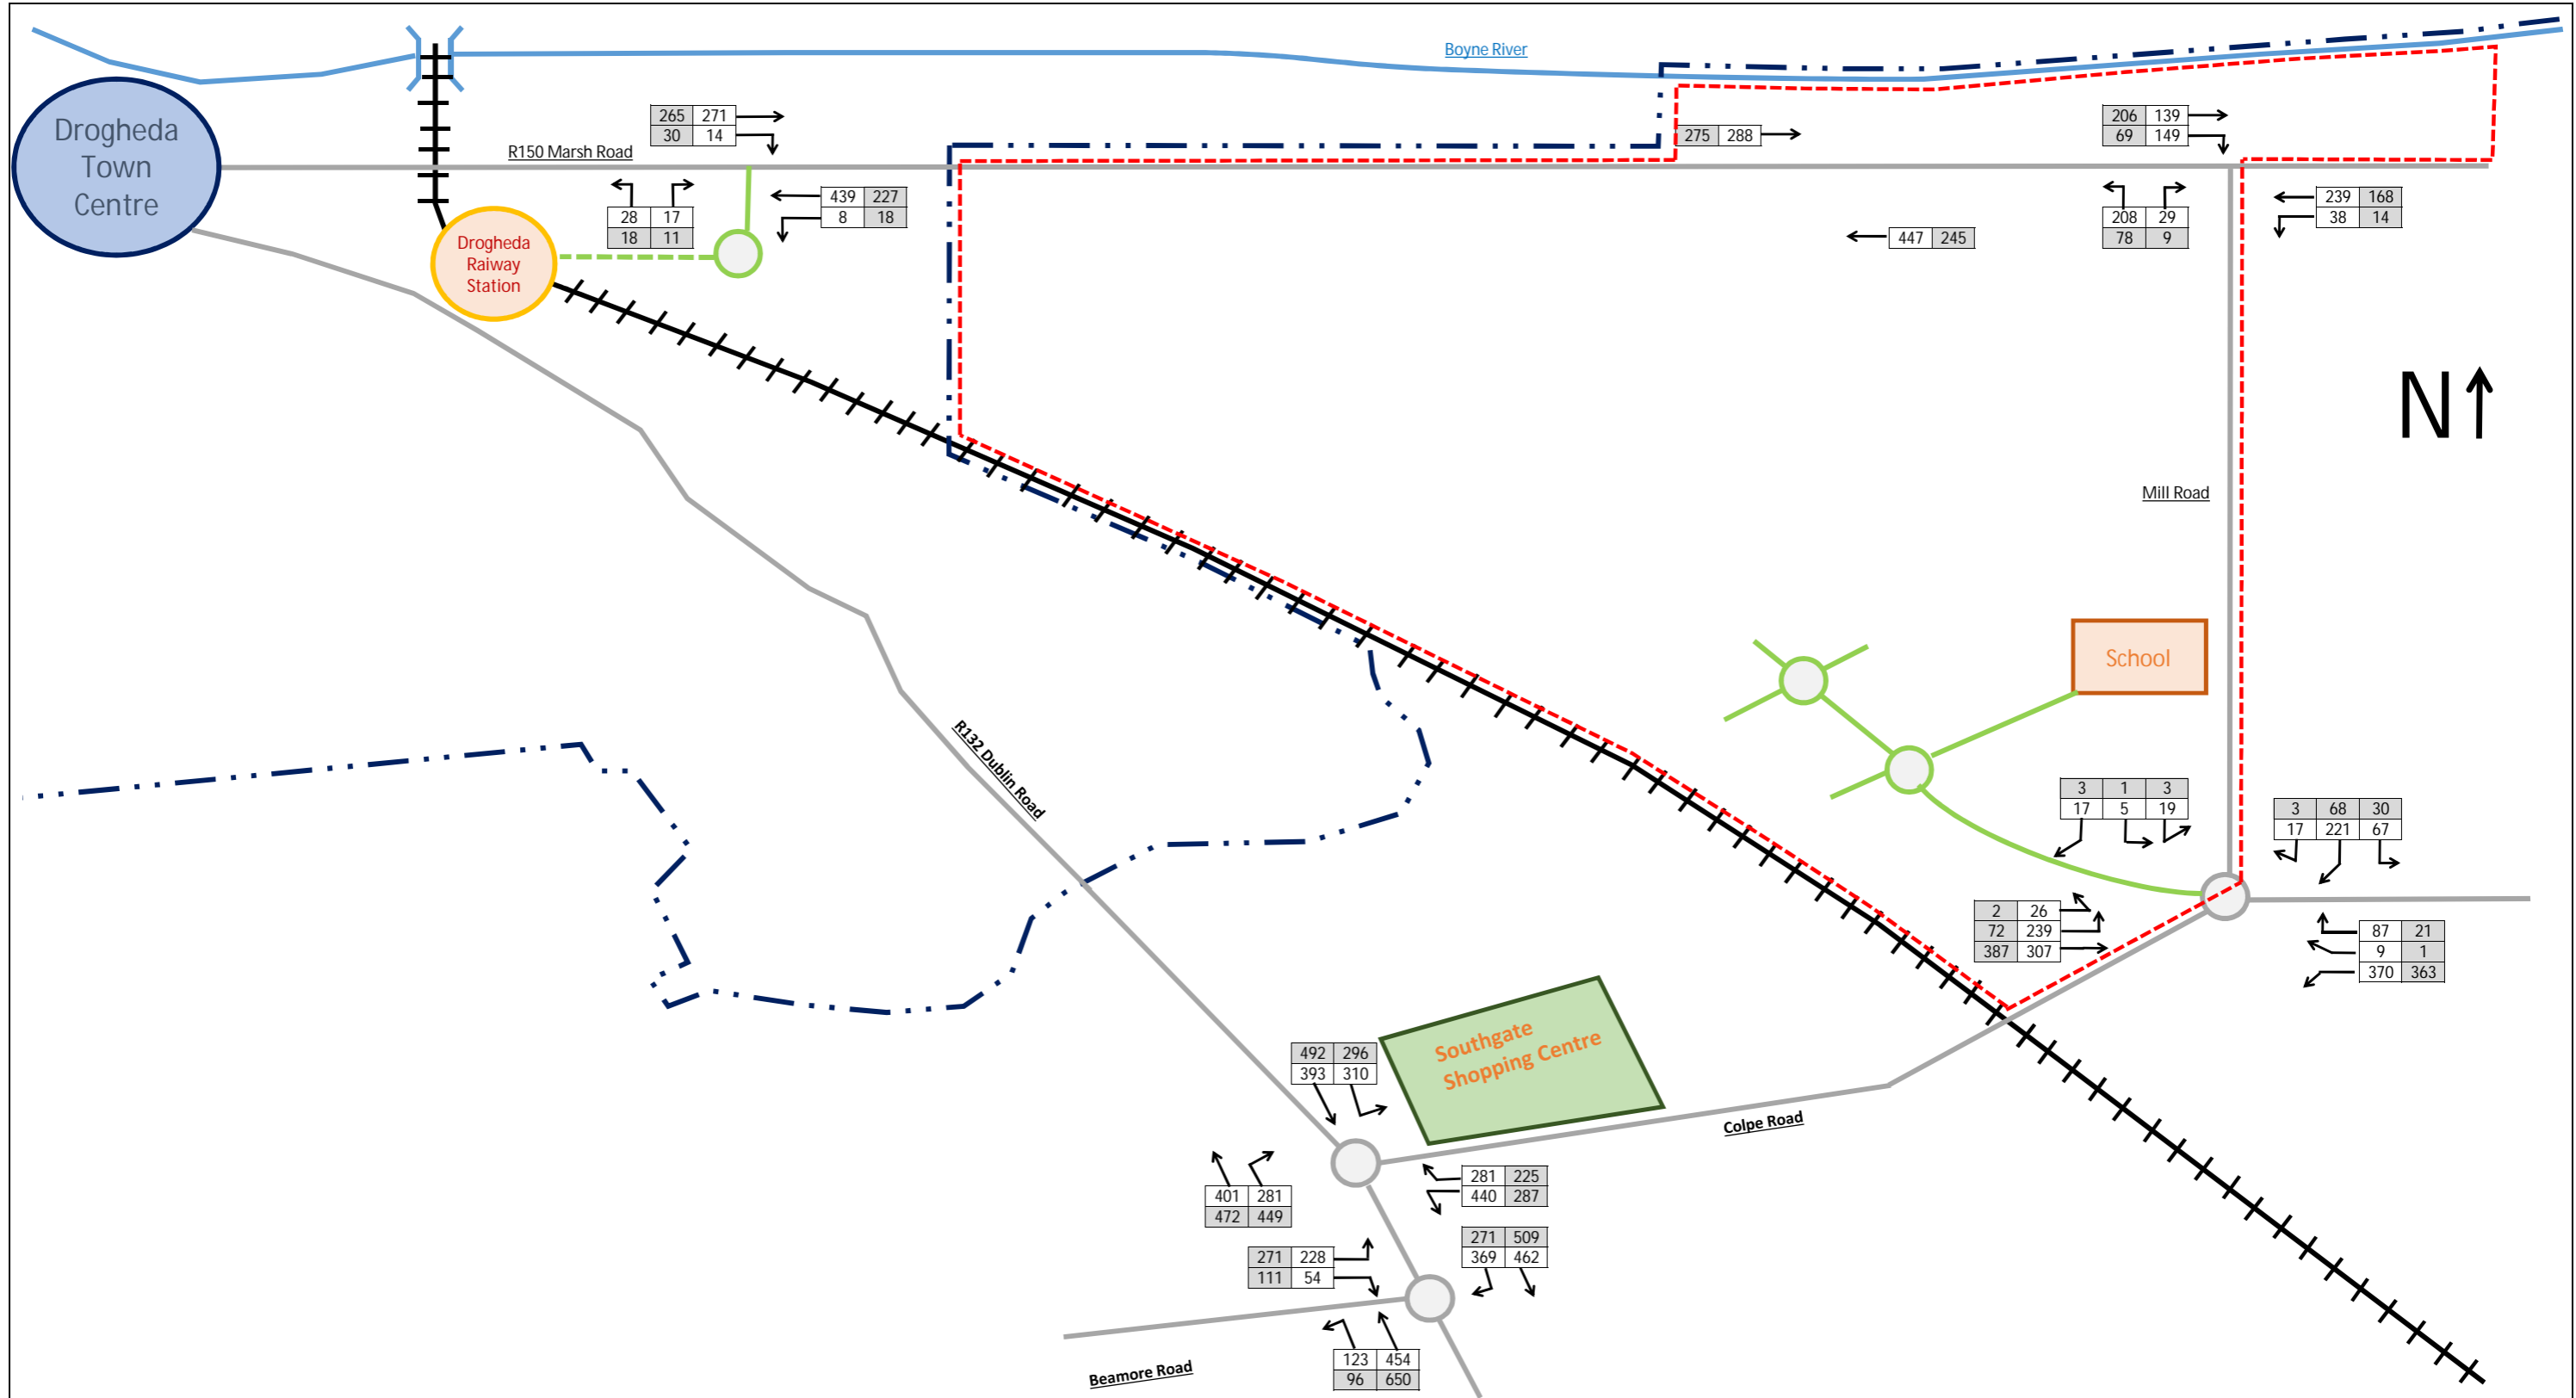 Boyne River
Drogheda
Town
Centre
265 271
30 14
R150 Marsh Road
275 288
206 139
69 149
28 17
18 11
439 227
8 18
447 245
208 29
78 9
239 168
38 14
Drogheda
Raiway
Station
N
Mill Road
School
R132 Dublin Road
3 1 3
17 5 19
3 68 30
17 221 67
2 26
72 239
387 307
87 21
9 1
370 363
Southgate
Shopping Centre
492 296
393 310
Colpe Road
401 281
472 449
281 225
440 287
271 228
111 54
271 509
369 462
Beamore Road
123 454
96 650